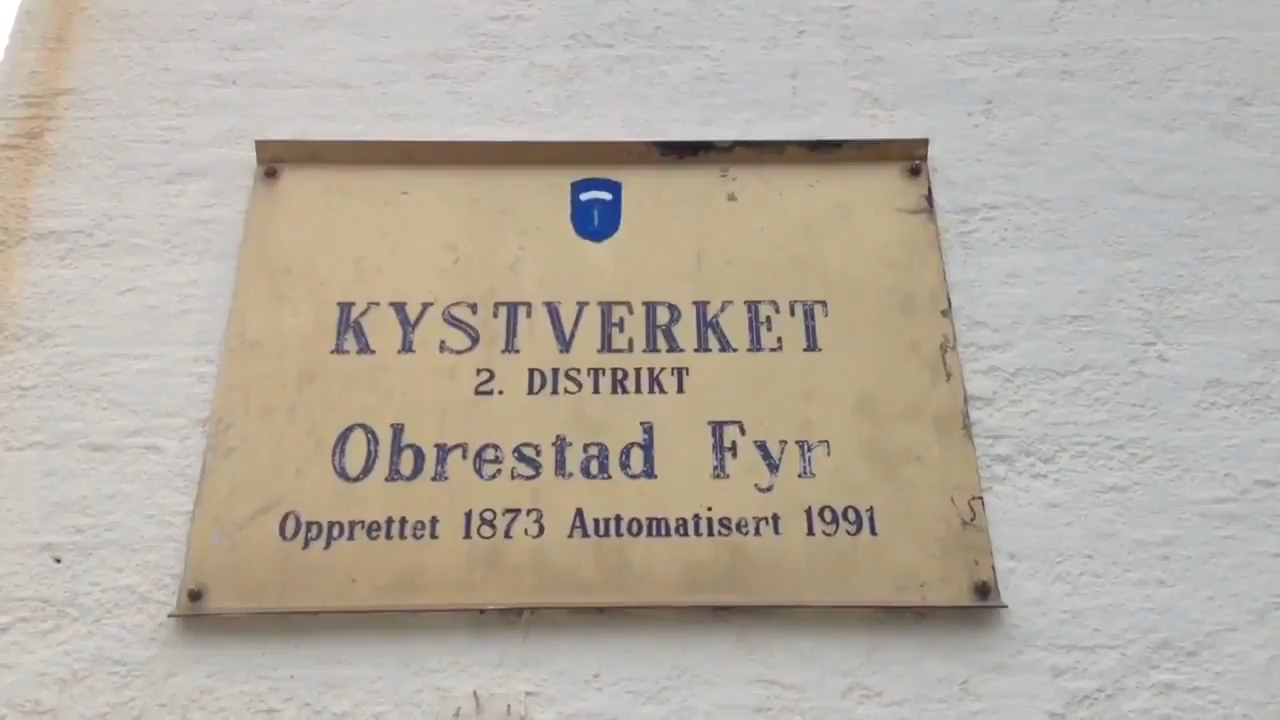 KYSTVERKET
2. DISTRIKT
Obrestad Fyr
Opprettet 1873 Automatisert 1991